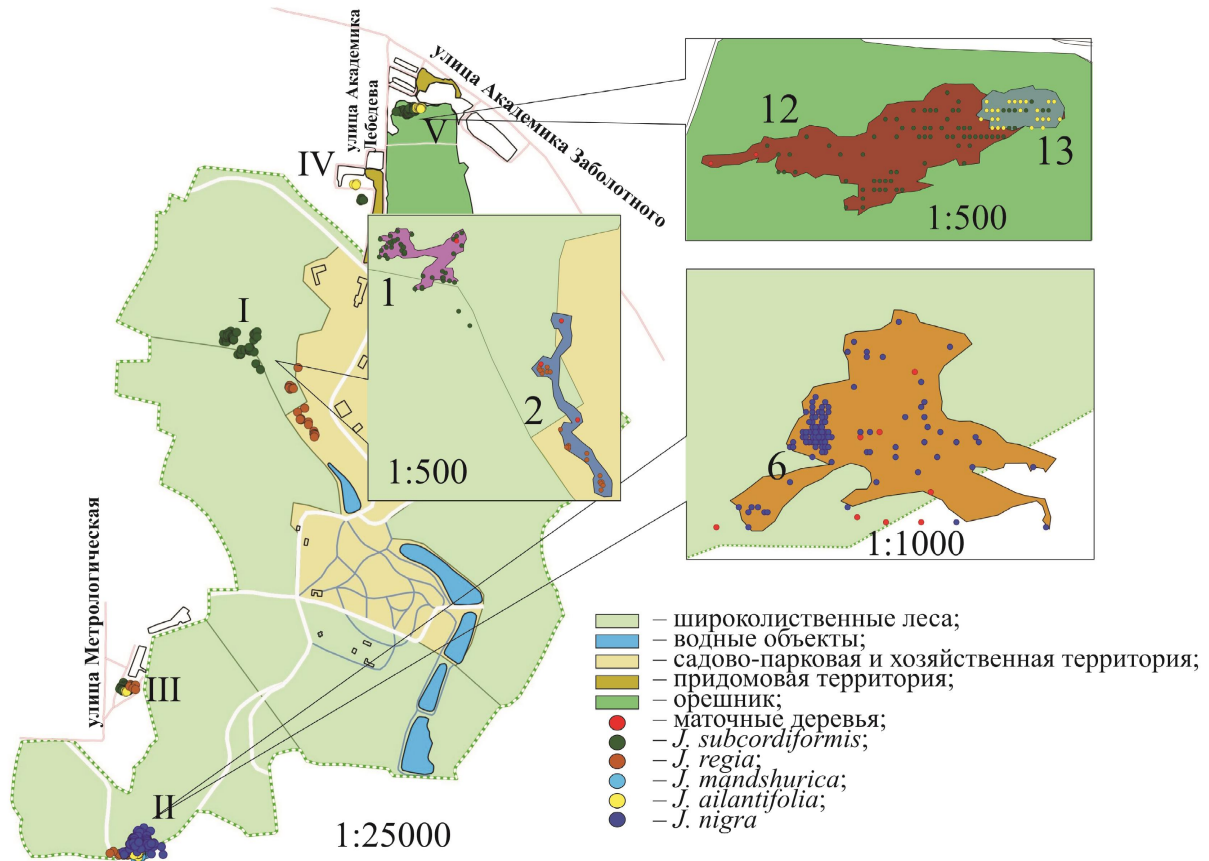 улица Академика
Лебедева
улица Академика Заболотного
V
IV
12
13
1:500
1
2
1:500
I
6
1:1000
улица Метрологическая
III
II
1:25000
– широколиственные леса;
– водные объекты;
– садово-парковая и хозяйственная территория;
– придомовая территория;
– орешник;
– маточные деревья;
– J. subcordiformis;
– J. regia;
– J. mandshurica;
– J. ailantifolia;
– J. nigra